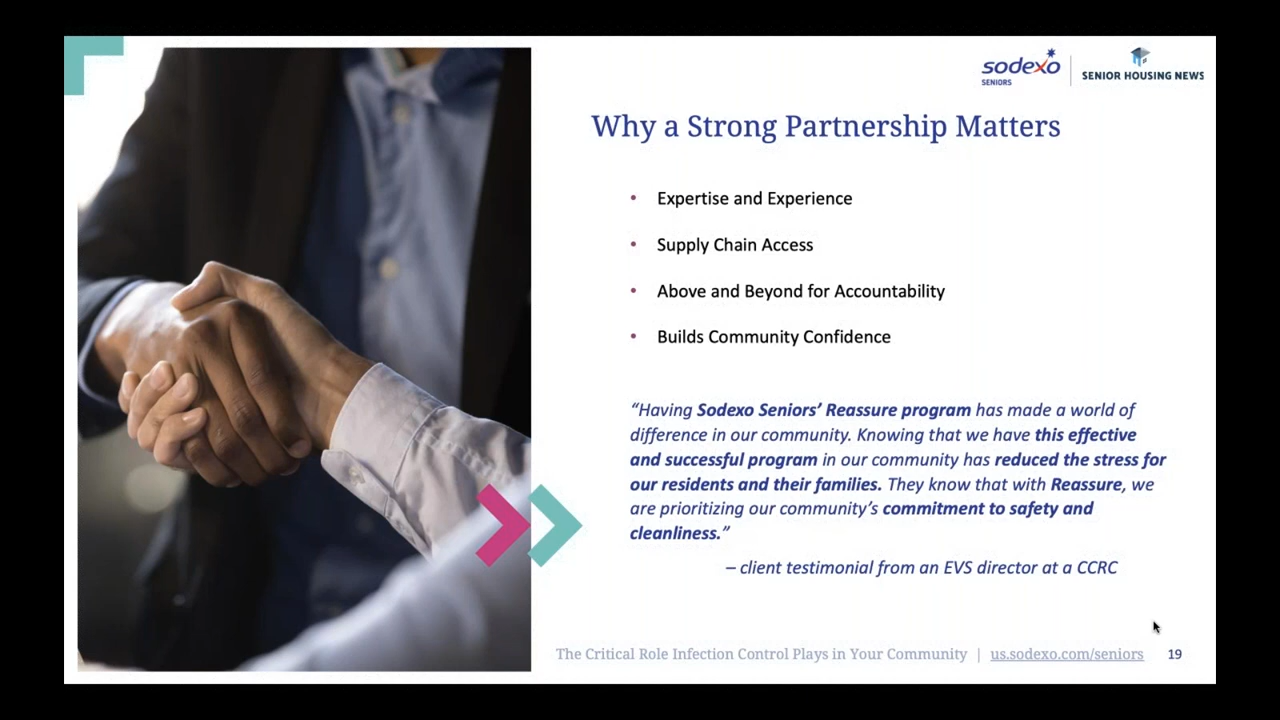 sodexo
SENIORS
SENIOR HOUSING NEWS
Why a Strong Partnership Matters
• Expertise and Experience
• Supply Chain Access
• Above and Beyond for Accountability
• Builds Community Confidence
“Having Sodexo Seniors’ Reassure program has made a world of
difference in our community. Knowing that we have this effective
and successful program in our community has reduced the stress for
our residents and their families. They know that with Reassure, we
are prioritizing our community’s commitment to safety and
cleanliness.”
– client testimonial from an EVS director at a CCRC
The Critical Role Infection Control Plays in Your Community | us.sodexo.com/seniors 19